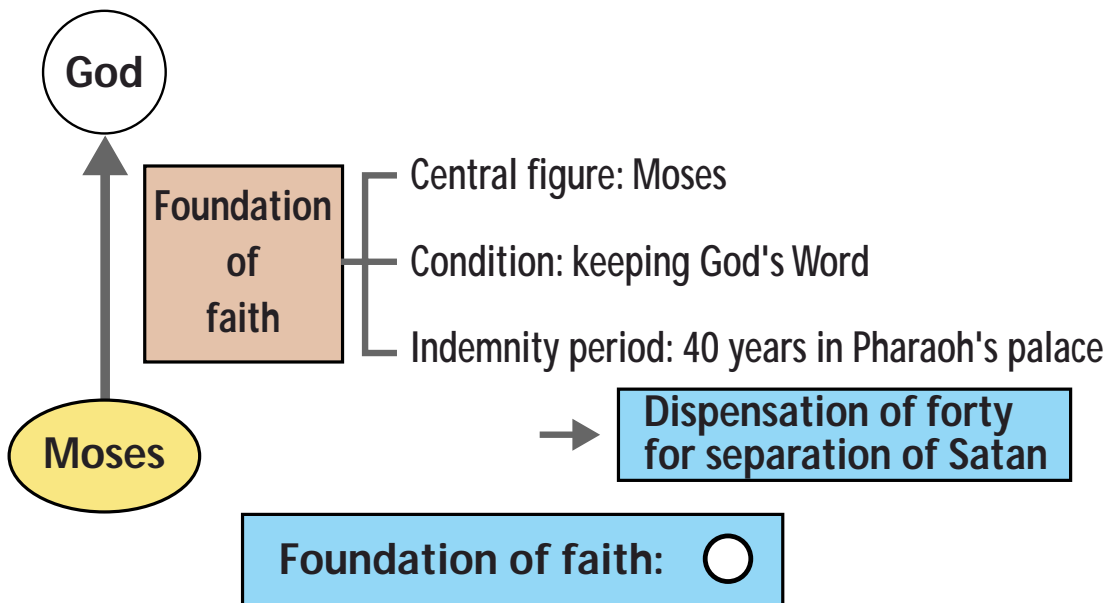 God
Foundation
of
faith
Central figure: Moses
Condition: keeping God's Word
Indemnity period: 40 years in Pharaoh's palace
Dispensation of forty
for separation of Satan
Moses
Foundation of faith: